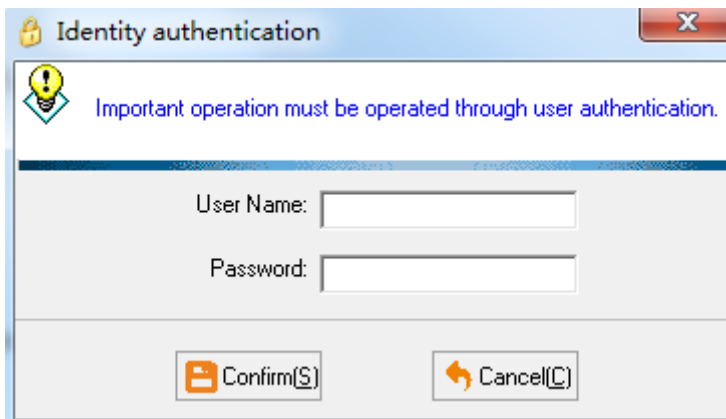 Identity authentication
Important operation must be operated through user authentication.
User Name:
Password:
Confirm(S)
Cancel(C)